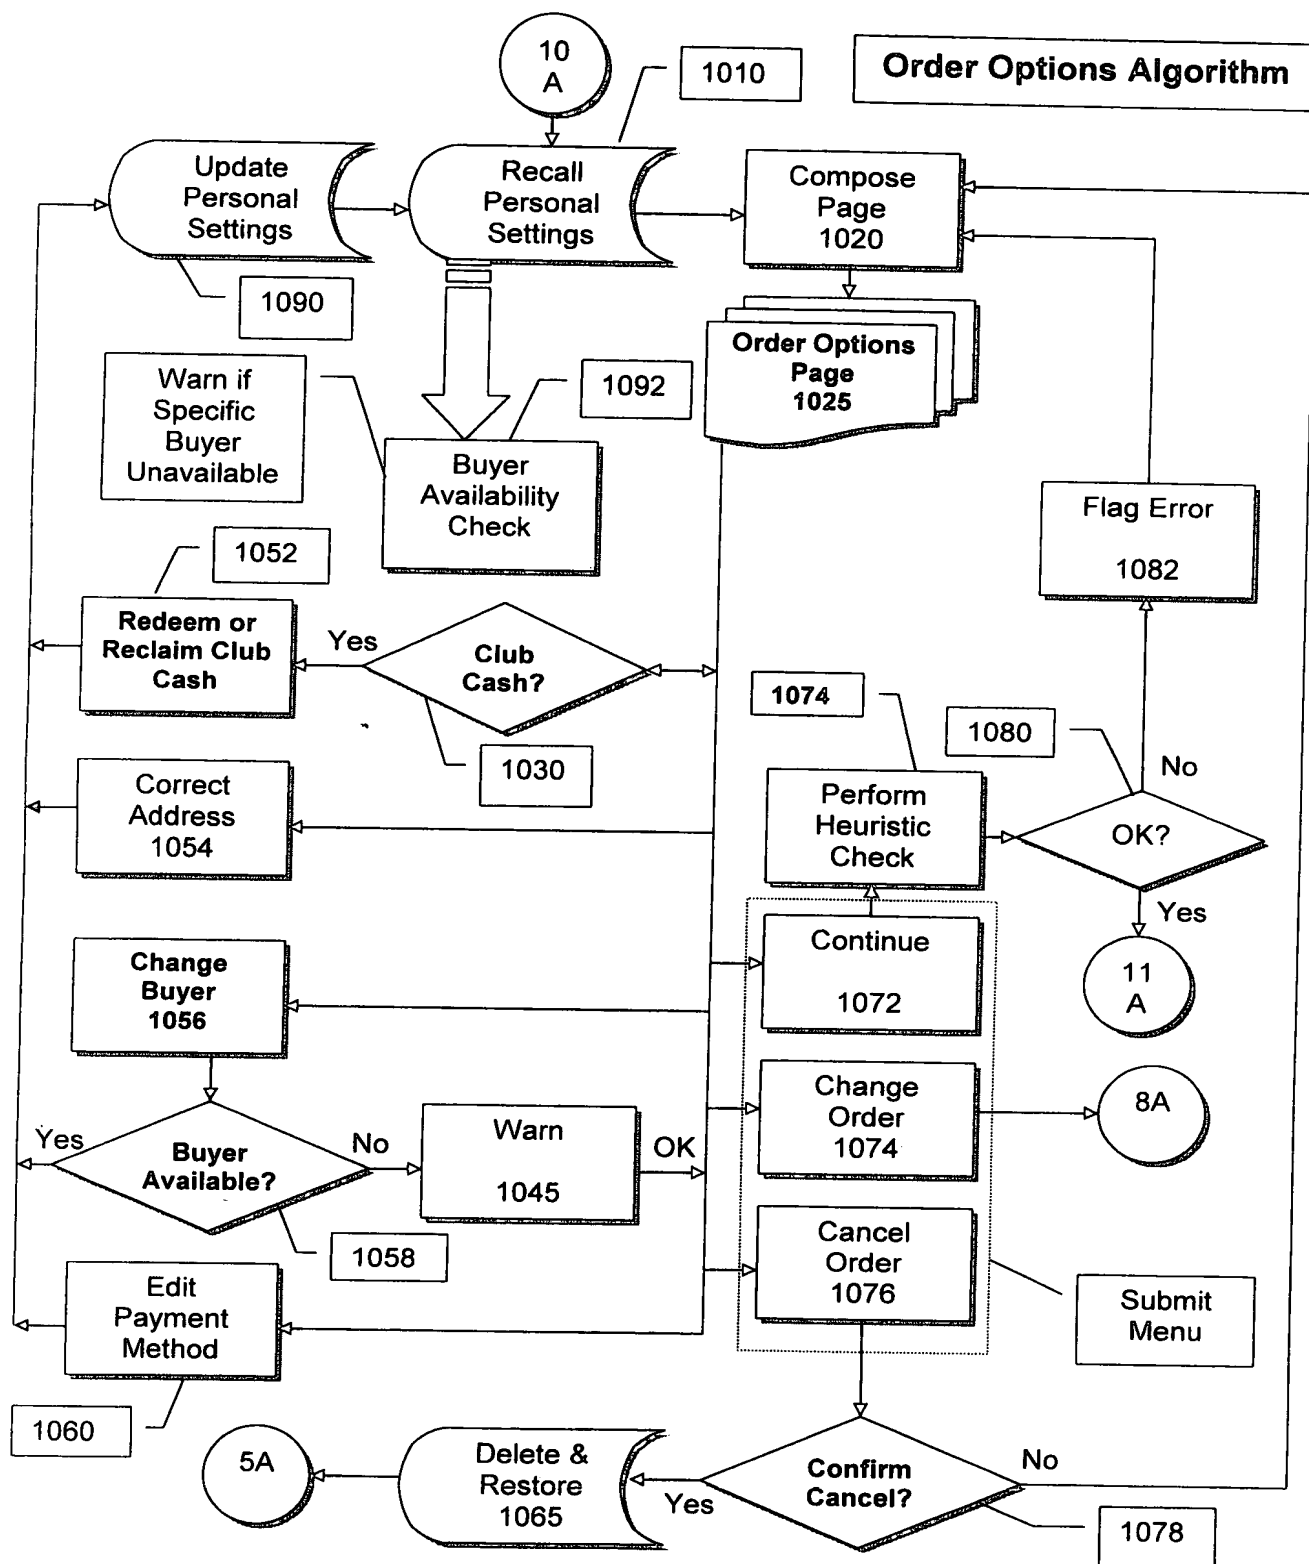 10
A
1010
Order Options Algorithm
Update
Personal
Settings
Recall
Personal
Settings
Compose
Page
1020
1090
Order Options
Page
1025
Warn if
Specific
Buyer
Unavailable
1092
Buyer
Availability
Check
Flag Error
1082
1052
Redeem or
Reclaim Club
Cash
Yes
Club
Cash?
1030
1074
1080
No
Correct
Address
1054
Perform
Heuristic
Check
OK?
Yes
Continue
1072
11
A
Change
Buyer
1056
Change
Order
1074
8A
Yes
Buyer
Available?
No
Warn
1045
OK
1058
Cancel
Order
1076
Submit
Menu
Edit
Payment
Method
1060
5A
Delete &
Restore
1065
Yes
Confirm
Cancel?
No
1078